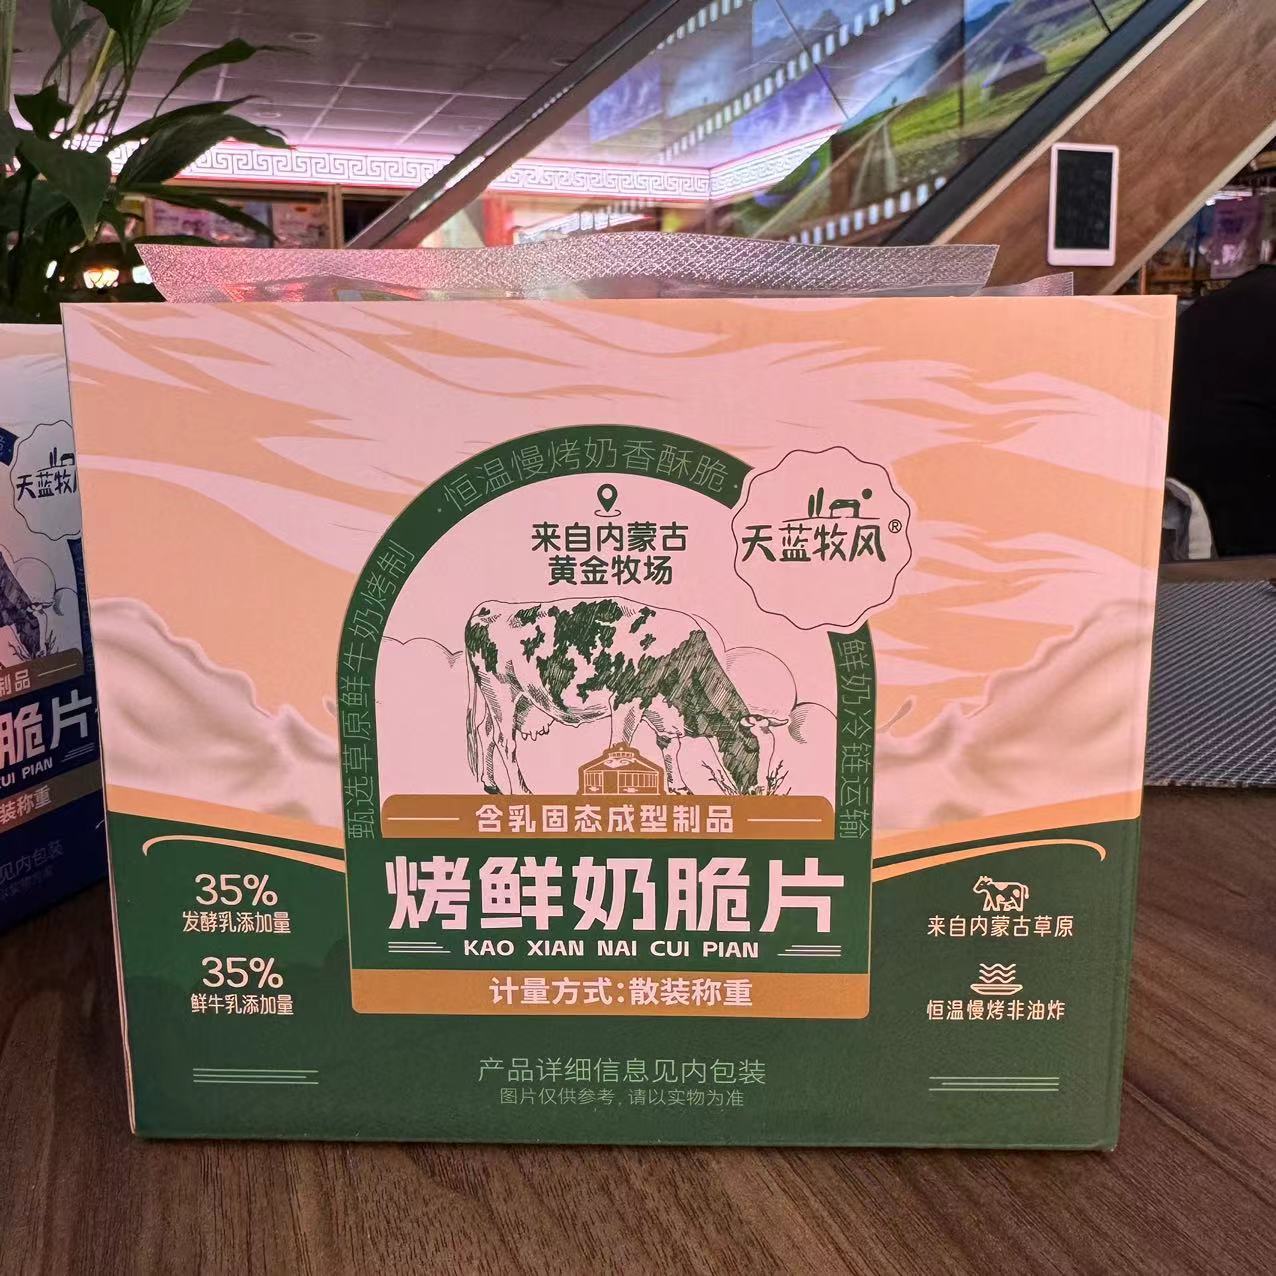 ·恒温慢烤奶香酥脆·
甄选草原鲜牛奶烤制
鲜奶冷链运输
来自内蒙古
黄金牧场
天蓝牧风®
含乳固态成型制品
烤鲜奶脆片
KAO XIAN NAI CUI PIAN
计量方式:散装称重
35%
发酵乳添加量
35%
鲜牛乳添加量
来自内蒙古草原
恒温慢烤非油炸
产品详细信息见内包装
图片仅供参考,请以实物为准
天蓝牧
制品
脆片
CUI PIAN
散装称重
见内包装